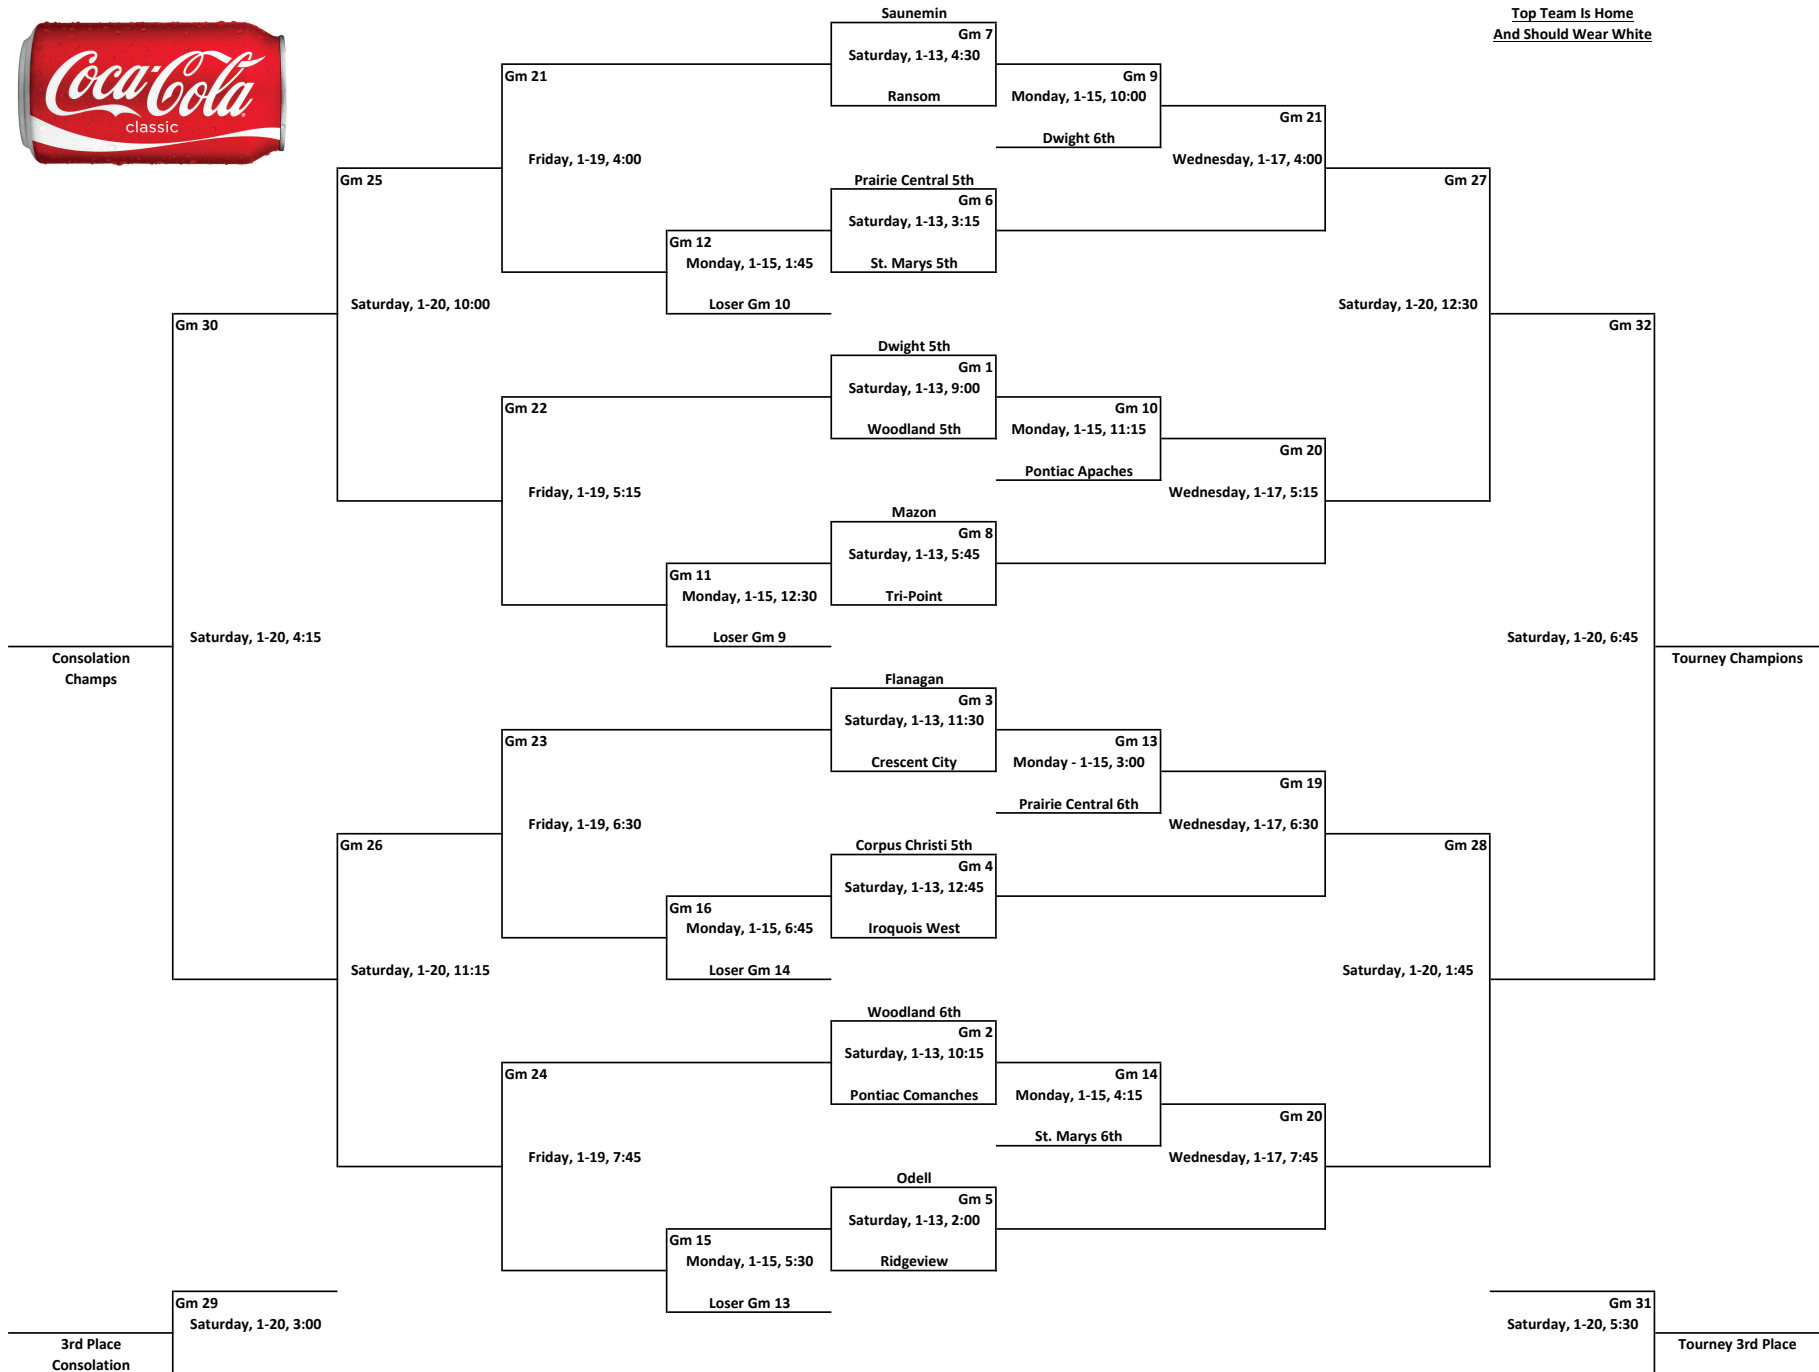 Saunemin
Top Team Is Home
And Should Wear White
Coca-Cola
classic
Gm 7
Saturday, 1-13, 4:30
Gm 21
Gm 9
Ransom
Monday, 1-15, 10:00
Gm 21
Dwight 6th
Friday, 1-19, 4:00
Wednesday, 1-17, 4:00
Gm 25
Prairie Central 5th
Gm 27
Gm 6
Saturday, 1-13, 3:15
Gm 12
Monday, 1-15, 1:45
St. Marys 5th
Saturday, 1-20, 10:00
Loser Gm 10
Saturday, 1-20, 12:30
Gm 30
Gm 32
Dwight 5th
Gm 1
Saturday, 1-13, 9:00
Gm 22
Gm 10
Woodland 5th
Monday, 1-15, 11:15
Gm 20
Pontiac Apaches
Friday, 1-19, 5:15
Wednesday, 1-17, 5:15
Mazon
Gm 8
Saturday, 1-13, 5:45
Gm 11
Monday, 1-15, 12:30
Tri-Point
Saturday, 1-20, 4:15
Loser Gm 9
Saturday, 1-20, 6:45
Consolation
Champs
Tourney Champions
Flanagan
Gm 3
Saturday, 1-13, 11:30
Gm 23
Gm 13
Crescent City
Monday - 1-15, 3:00
Gm 19
Prairie Central 6th
Friday, 1-19, 6:30
Wednesday, 1-17, 6:30
Gm 26
Corpus Christi 5th
Gm 28
Gm 4
Saturday, 1-13, 12:45
Gm 16
Monday, 1-15, 6:45
Iroquois West
Saturday, 1-20, 11:15
Loser Gm 14
Saturday, 1-20, 1:45
Woodland 6th
Gm 2
Saturday, 1-13, 10:15
Gm 24
Gm 14
Pontiac Comanches
Monday, 1-15, 4:15
Gm 20
St. Marys 6th
Friday, 1-19, 7:45
Wednesday, 1-17, 7:45
Odell
Gm 5
Saturday, 1-13, 2:00
Gm 15
Monday, 1-15, 5:30
Ridgeview
Gm 29
Loser Gm 13
Gm 31
Saturday, 1-20, 3:00
Saturday, 1-20, 5:30
3rd Place
Consolation
Tourney 3rd Place